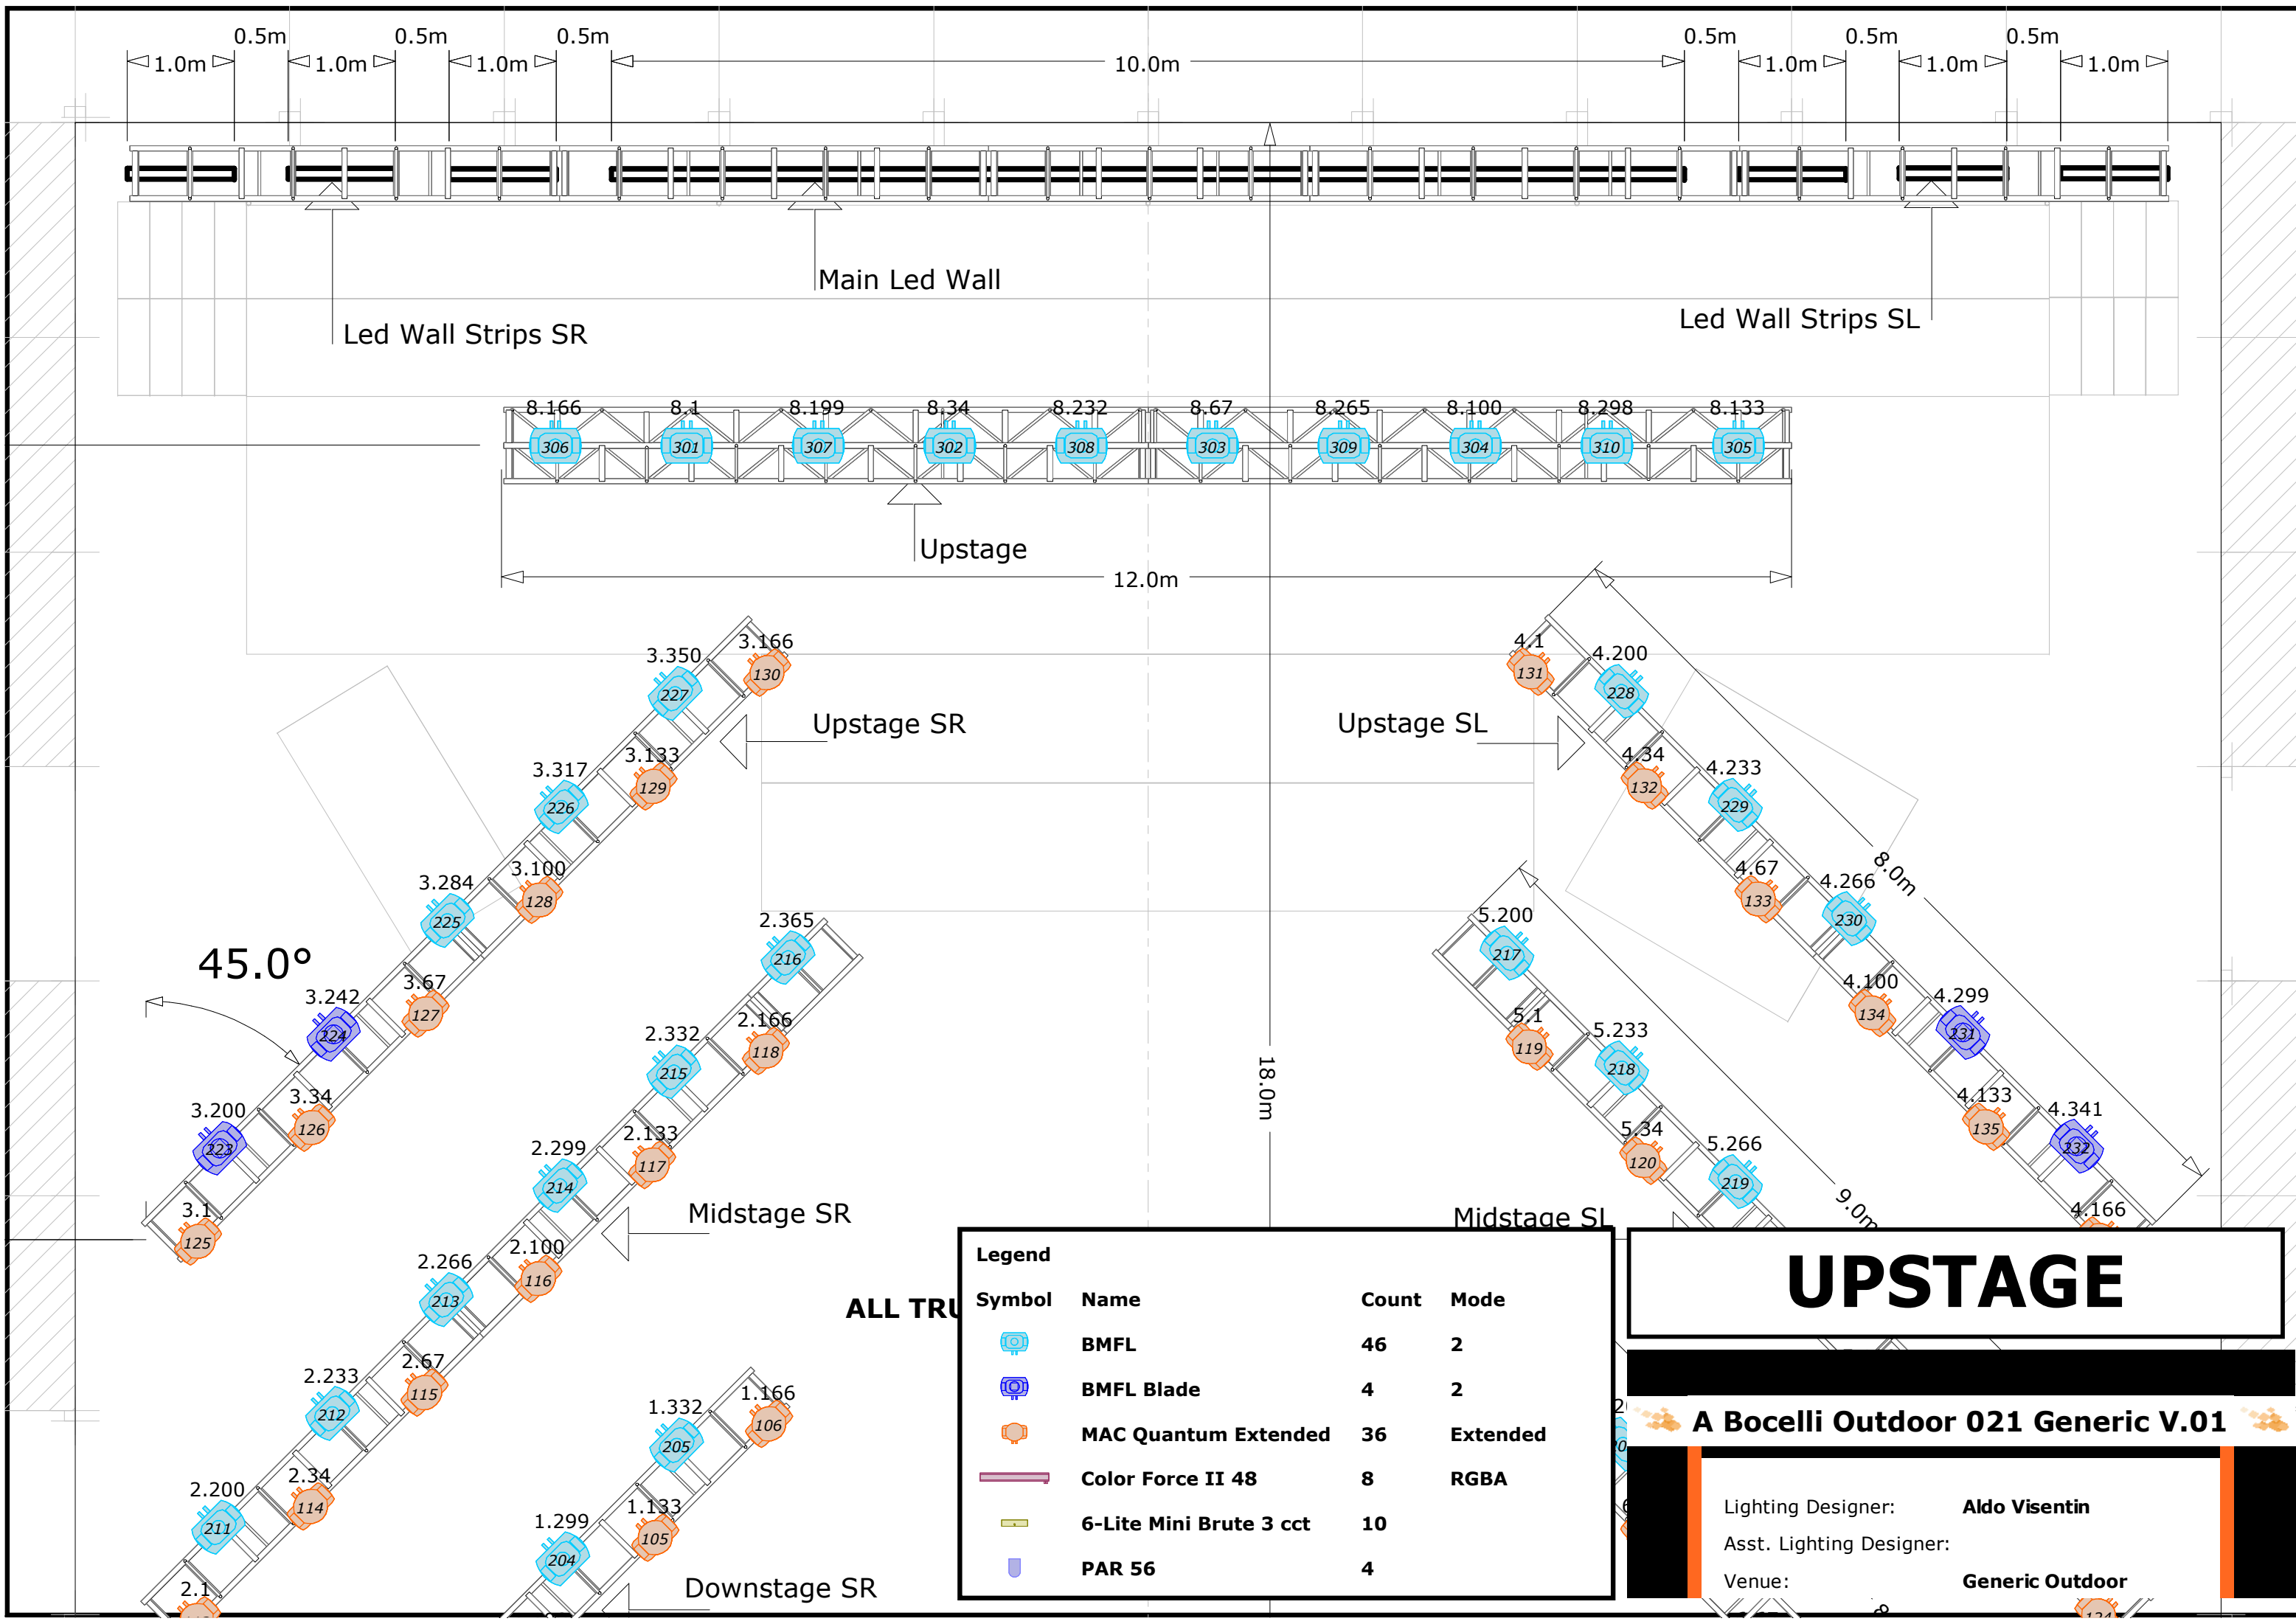 0.5m 0.5m 0.5m 0.5m 0.5m 0.5m
1.0m 1.0m 1.0m 10.0m 1.0m 1.0m 1.0m
Main Led Wall
Led Wall Strips SR
Led Wall Strips SL
8.166 8.1 8.199 8.34 8.232 8.67 8.265 8.100 8.298 8.133
306 301 307 302 308 303 309 304 310 305
Upstage
12.0m
3.166
130
3.350
227
4.1
131
4.200
228
Upstage SR
Upstage SL
3.133
129
3.317
226
4.34
132
4.233
229
3.284
225
3.100
128
4.67
133
4.266
230
8.0m
2.365
216
5.200
217
45.0°
3.242
224
3.67
127
4.100
134
4.299
231
2.332
215
2.166
118
5.1
119
5.233
218
18.0m
3.200
223
3.34
126
4.133
135
4.341
232
2.299
214
2.133
117
5.34
120
5.266
219
9.0m
3.1
125
4.166
Midstage SR
Midstage SL
2.266
213
2.100
116
ALL TRU
2.233
212
2.67
115
1.332
205
1.166
106
2.200
211
2.34
114
1.299
204
1.133
105
2.1
Downstage SR
Legend
Symbol Name Count Mode
BMFL 46 2
BMFL Blade 4 2
MAC Quantum Extended 36 Extended
Color Force II 48 8 RGBA
6-Lite Mini Brute 3 cct 10
PAR 56 4
UPSTAGE
A Bocelli Outdoor 021 Generic V.01
Lighting Designer: Aldo Visentin
Asst. Lighting Designer:
Venue: Generic Outdoor